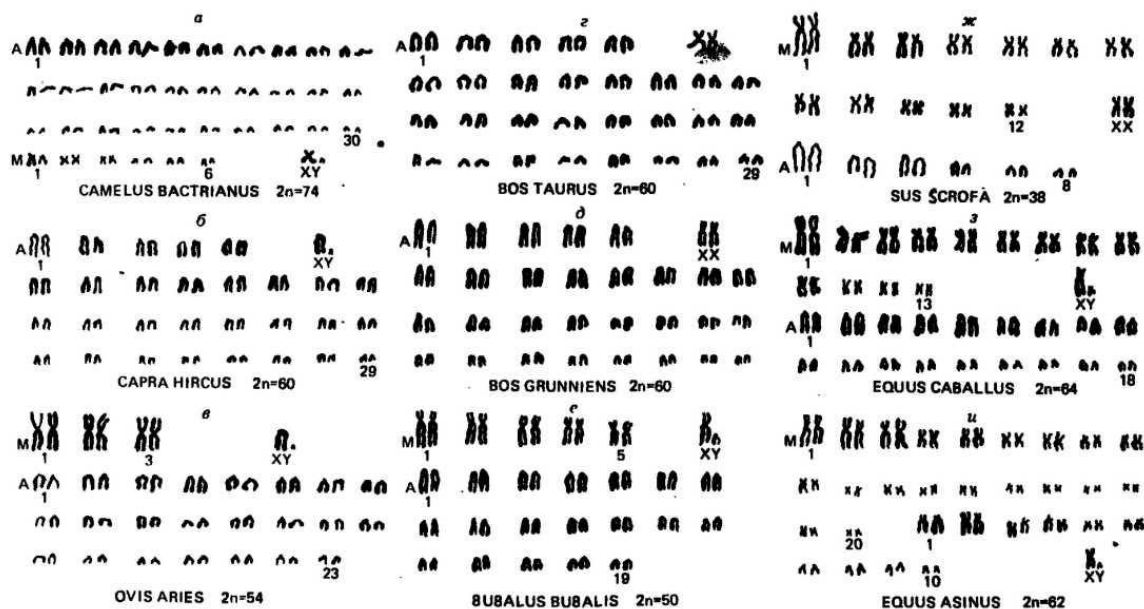 а
A
1
30
M
1
6
XY
CAMELUS BACTRIANUS 2n=74
б
A
1
XY
29
CAPRA HIRCUS 2n=60
в
M
1
3
XY
A
1
23
OVIS ARIES 2n=54
г
A
1
29
BOS TAURUS 2n=60
д
A
1
XX
BOS GRUNNIENS 2n=60
е
M
1
5
XY
A
1
19
BUBALUS BUBALIS 2n=50
ж
M
1
12
XX
A
1
8
SUS SCROFA 2n=38
з
M
1
13
XY
A
1
18
EQUUS CABALLUS 2n=64
и
M
1
20
1
10
XY
EQUUS ASINUS 2n=62